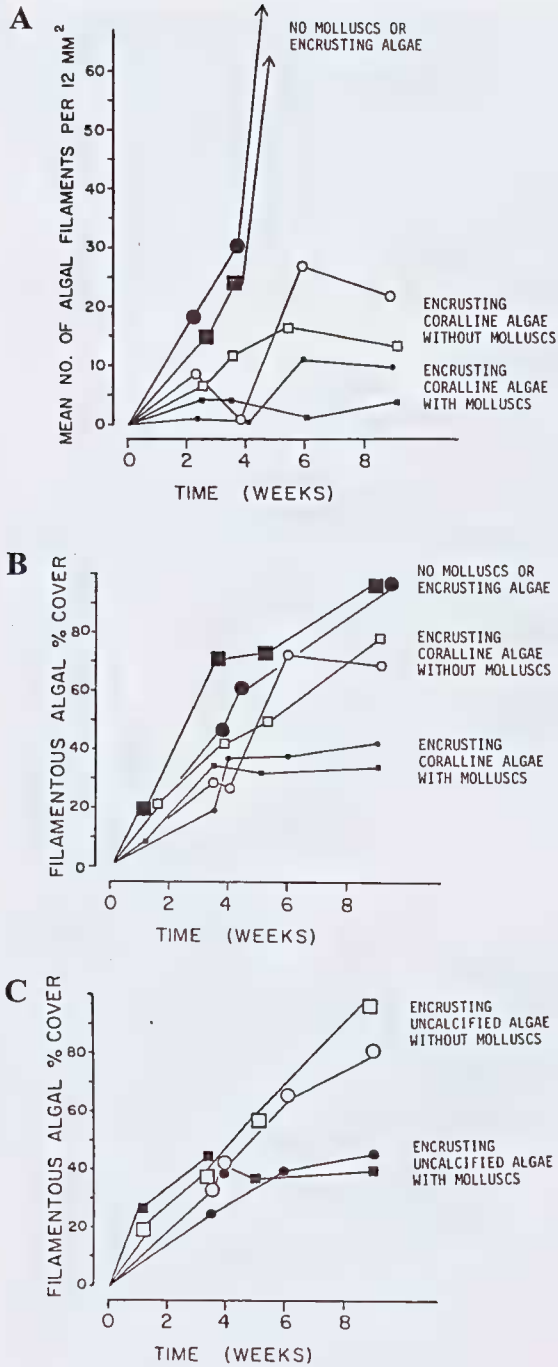 A
NO MOLLUSCS OR
ENCRUSTING ALGAE
MEAN NO. OF ALGAL FILAMENTS PER 12 MM²
60
50
40
30
20
10
0
ENCRUSTING
CORALLINE ALGAE
WITHOUT MOLLUSCS
ENCRUSTING
CORALLINE ALGAE
WITH MOLLUSCS
0 2 4 6 8
TIME (WEEKS)
B
NO MOLLUSCS OR
ENCRUSTING ALGAE
FILAMENTOUS ALGAL % COVER
80
60
40
20
0
ENCRUSTING
CORALLINE ALGAE
WITHOUT MOLLUSCS
ENCRUSTING
CORALLINE ALGAE
WITH MOLLUSCS
0 2 4 6 8
TIME (WEEKS)
C
FILAMENTOUS ALGAL % COVER
80
60
40
20
0
ENCRUSTING
UNCALCIFIED ALGAE
WITHOUT MOLLUSCS
ENCRUSTING
UNCALCIFIED ALGAE
WITH MOLLUSCS
0 2 4 6 8
TIME (WEEKS)